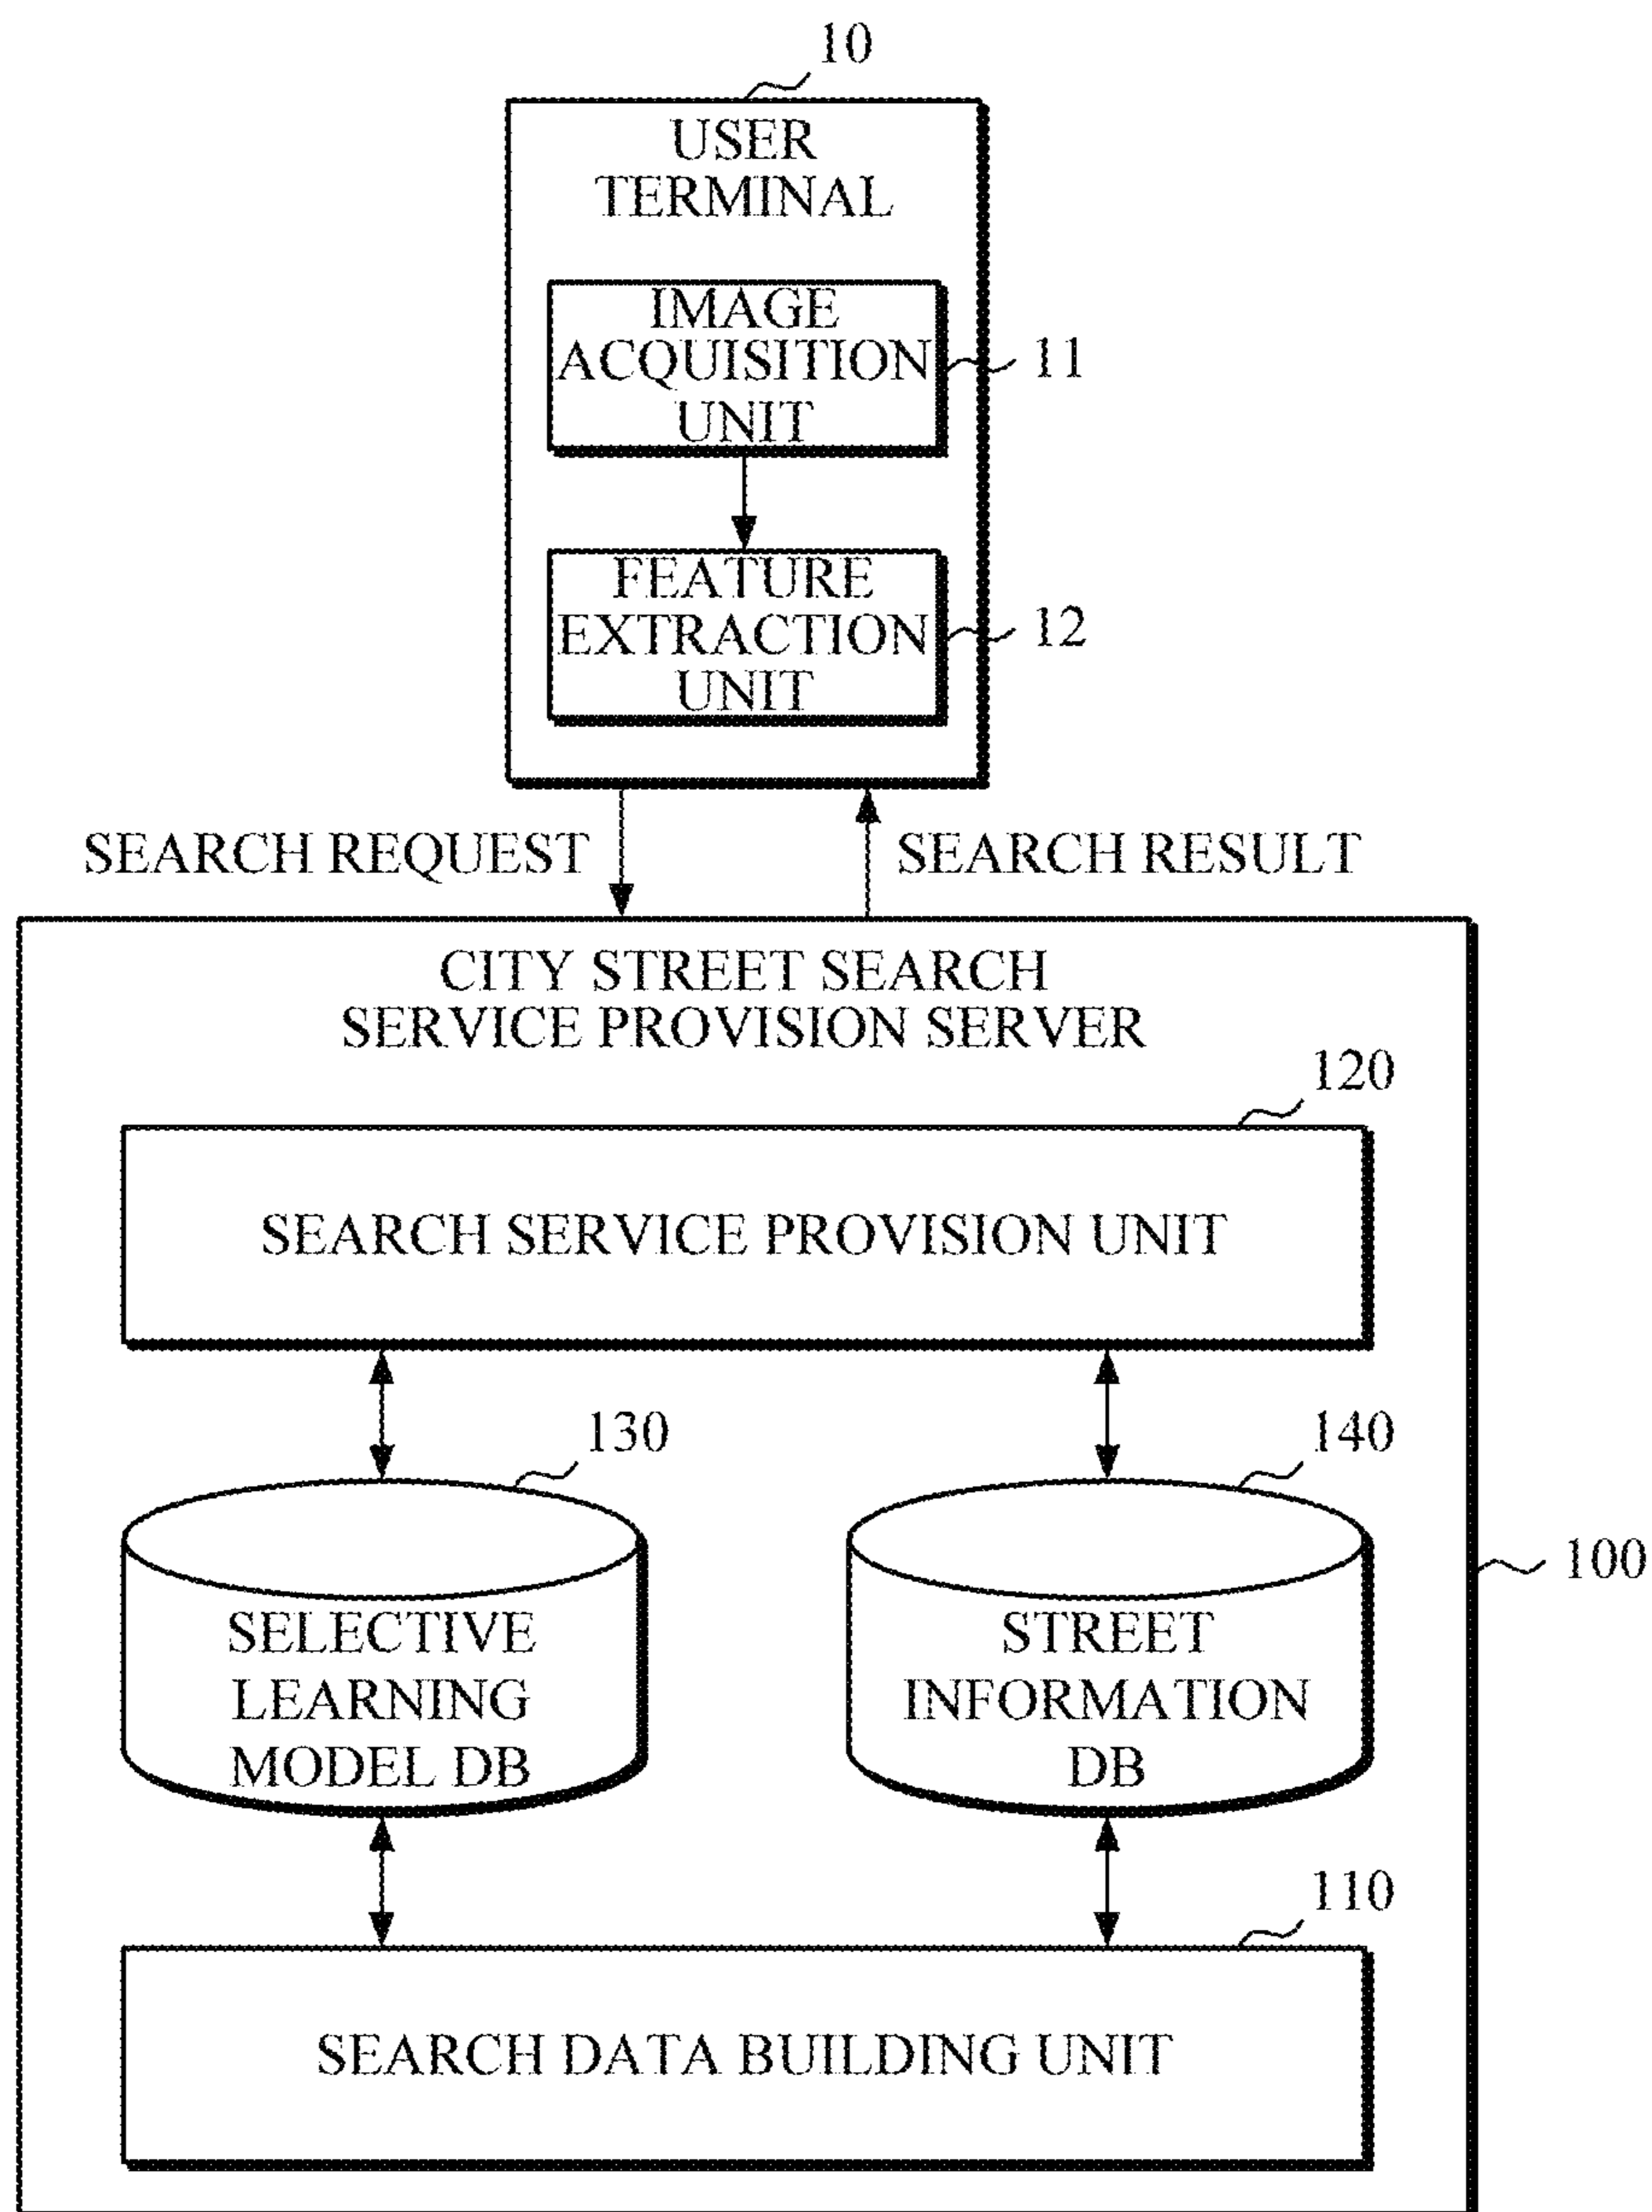 10
USER
TERMINAL
IMAGE
ACQUISITION
UNIT
11
FEATURE
EXTRACTION
UNIT
12
SEARCH REQUEST
SEARCH RESULT
CITY STREET SEARCH
SERVICE PROVISION SERVER
120
SEARCH SERVICE PROVISION UNIT
130
140
SELECTIVE
LEARNING
MODEL DB
STREET
INFORMATION
DB
100
110
SEARCH DATA BUILDING UNIT